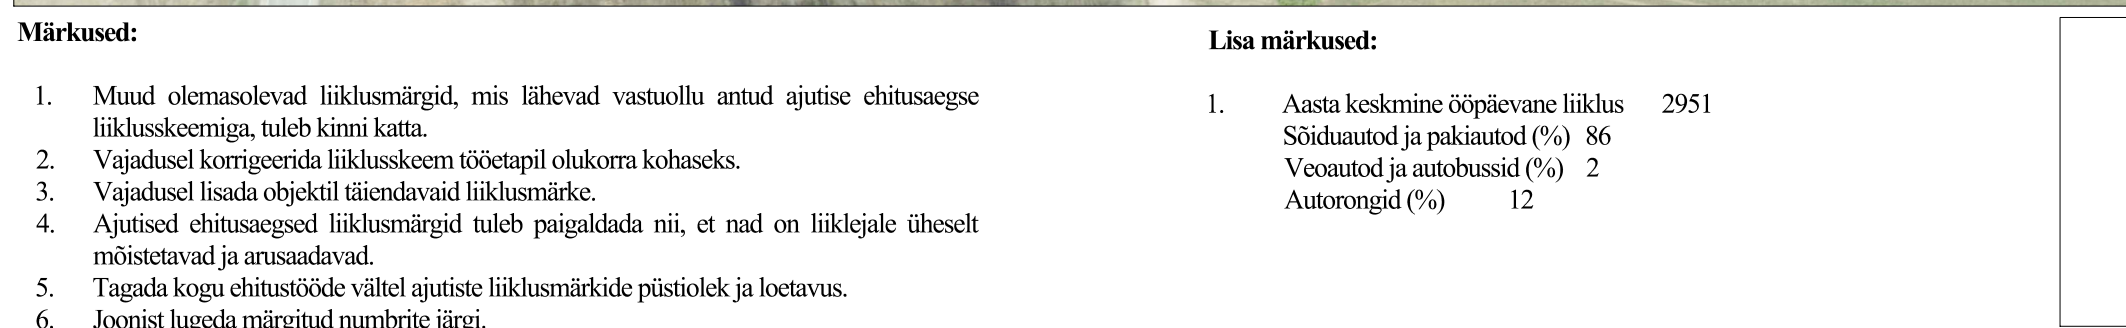 Märkused:
1. Muud olemasolevad liiklusmärgid, mis lähevad vastuollu antud ajutise ehitusaegse
liiklusskeemiga, tuleb kinni katta.
2. Vajadusel korrigeerida liiklusskeem tööetapil olukorra kohaseks.
3. Vajadusel lisada objektil täiendavaid liiklusmärke.
4. Ajutised ehitusaegsed liiklusmärgid tuleb paigaldada nii, et nad on liiklejale üheselt
mõistetavad ja arusaadavad.
5. Tagada kogu ehitustööde vältel ajutiste liiklusmärkide püstiolek ja loetavus.
6. Joonist lugeda märgitud numbrite järgi.
Lisa märkused:
1. Aasta keskmine ööpäevane liiklus 2951
Sõiduautod ja pakiautod (%) 86
Veoautod ja autobussid (%) 2
Autorongid (%) 12